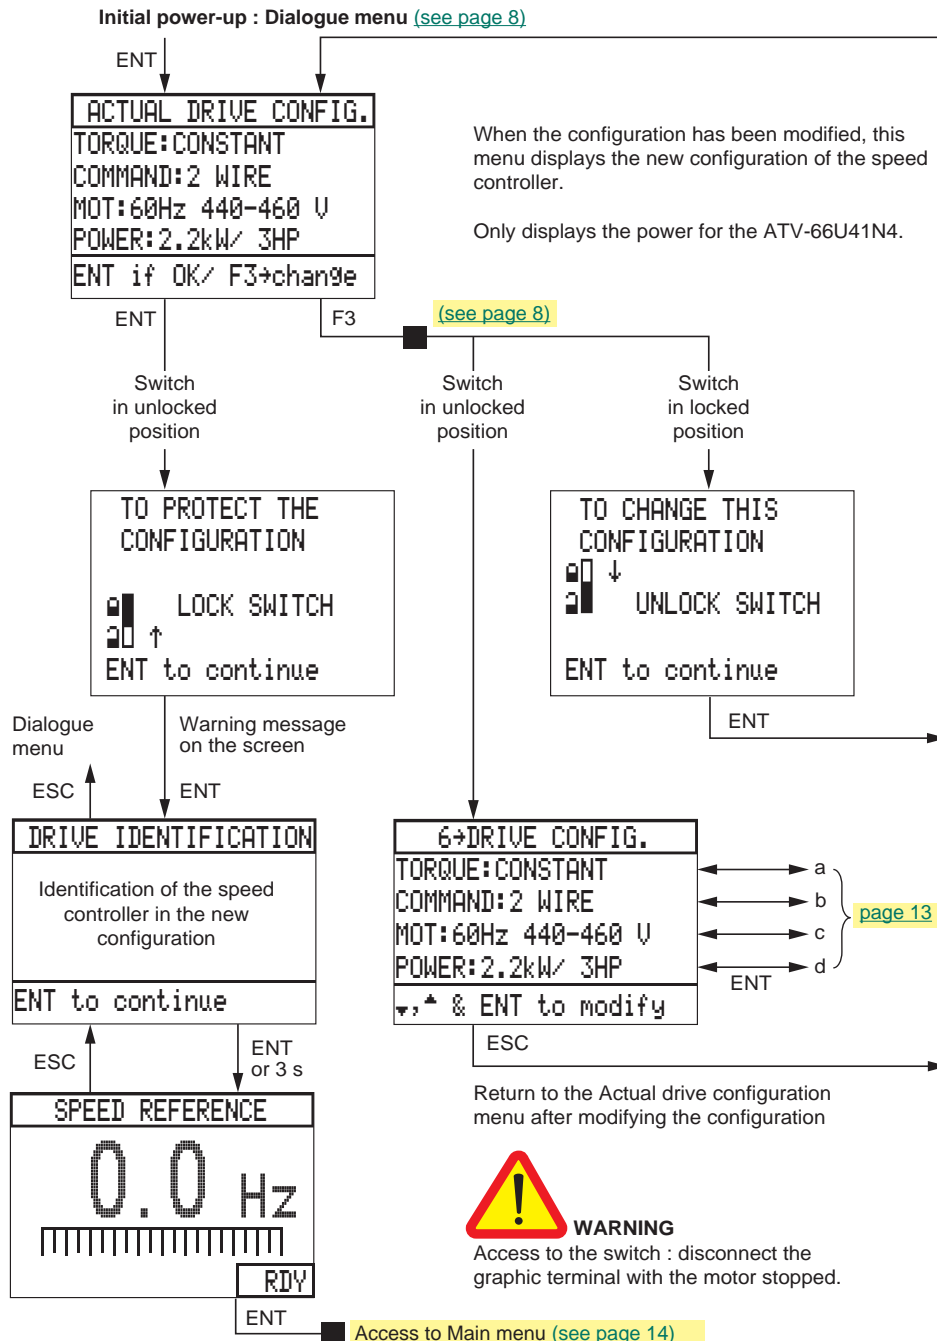 Initial power-up : Dialogue menu (see page 8)
ENT
ACTUAL DRIVE CONFIG.
TORQUE:CONSTANT
COMMAND:2 WIRE
MOT:60Hz 440-460 V
POWER:2.2kW/ 3HP
ENT if OK/ F3→change
When the configuration has been modified, this
menu displays the new configuration of the speed
controller.
Only displays the power for the ATV-66U41N4.
ENT
F3
(see page 8)
Switch
in unlocked
position
Switch
in unlocked
position
Switch
in locked
position
TO PROTECT THE
CONFIGURATION
LOCK SWITCH
↑
ENT to continue
TO CHANGE THIS
CONFIGURATION
↓
UNLOCK SWITCH
ENT to continue
ENT
Dialogue
menu
Warning message
on the screen
ESC
ENT
DRIVE IDENTIFICATION
Identification of the speed
controller in the new
configuration
ENT to continue
6→DRIVE CONFIG.
TORQUE:CONSTANT
COMMAND:2 WIRE
MOT:60Hz 440-460 V
POWER:2.2kW/ 3HP
▾,▴ & ENT to modify
a
b
c
d
page 13
ENT
ESC
ESC
ENT
or 3 s
Return to the Actual drive configuration
menu after modifying the configuration
SPEED REFERENCE
0.0 Hz
RDY
WARNING
Access to the switch : disconnect the
graphic terminal with the motor stopped.
ENT
Access to Main menu (see page 14)